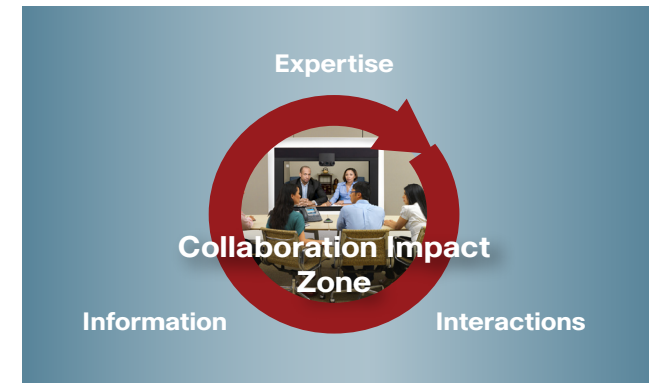 Expertise
Collaboration Impact
Zone
Information
Interactions